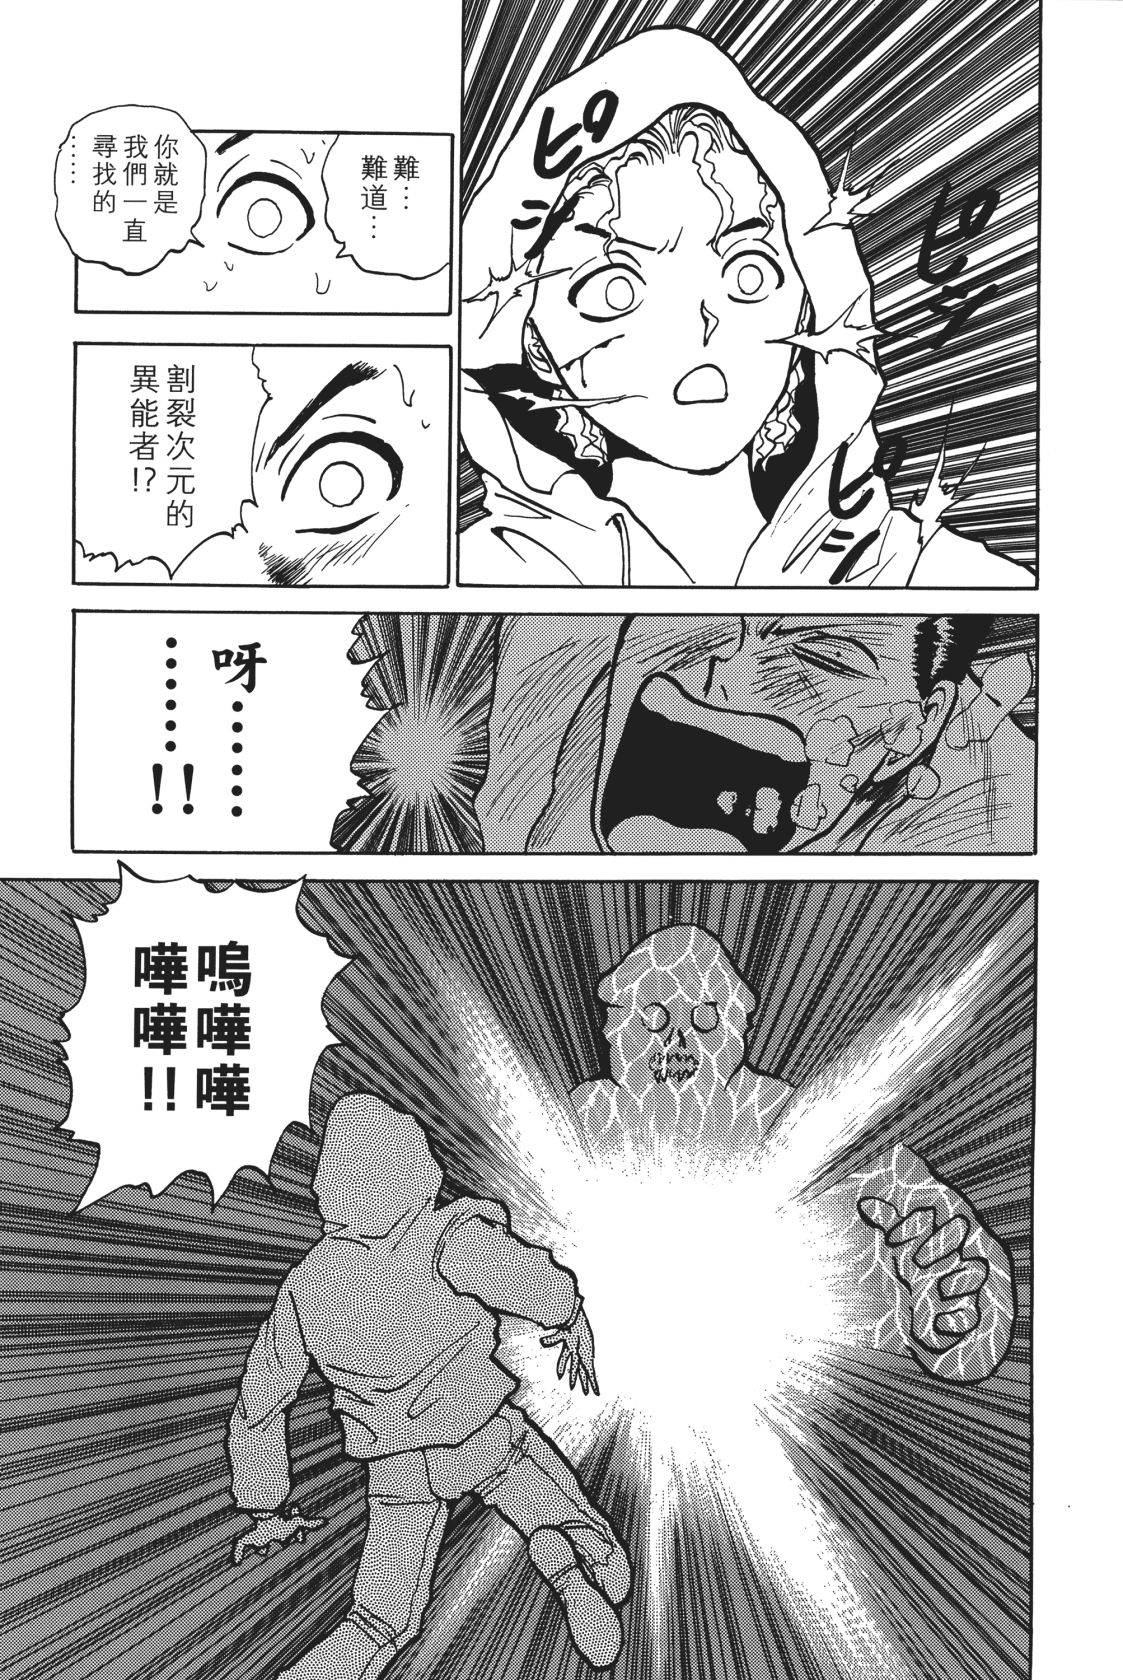 ピシ
ピシ
ピシ
難…
難道…
你就是
我們一直
尋找的
……
割裂次元的
異能者!?
呀……
……!!
嗚嘩嘩
嘩嘩!!